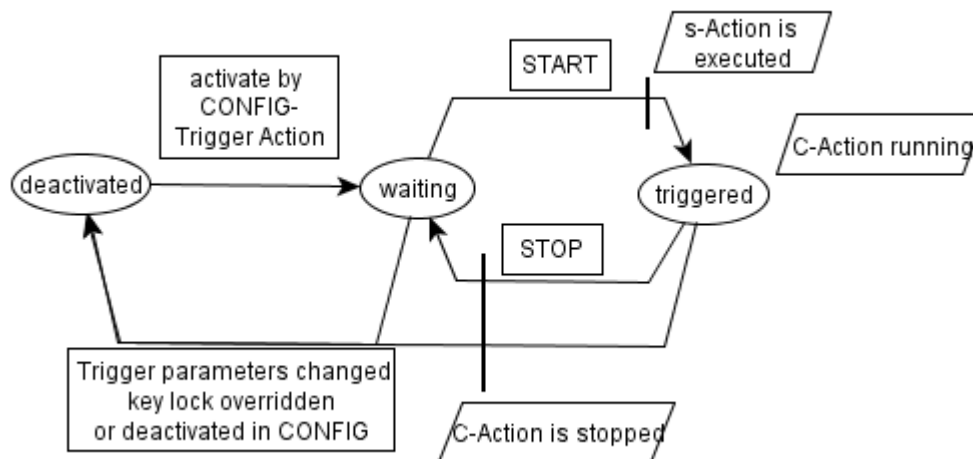 s-Action is
executed
START
activate by
CONFIG-
Trigger Action
C-Action running
deactivated
waiting
triggered
STOP
Trigger parameters changed
key lock overridden
or deactivated in CONFIG
C-Action is stopped